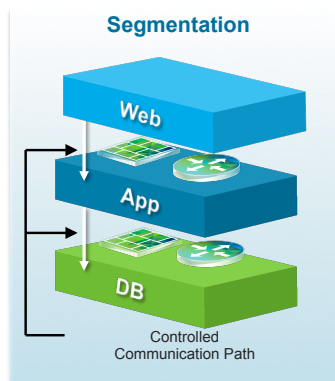 Segmentation
Web
App
DB
Controlled
Communication Path